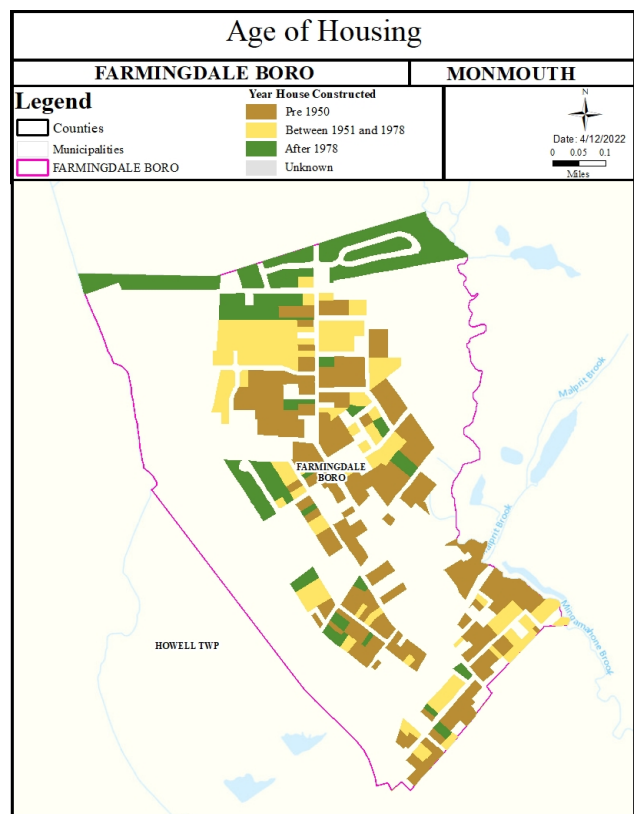 Age of Housing
FARMINGDALE BORO
MONMOUTH
Legend
Counties
Municipalities
FARMINGDALE BORO
Year House Constructed
Pre 1950
Between 1951 and 1978
After 1978
Unknown
N
Date: 4/12/2022
0 0.05 0.1
Miles
Malpnt Brook
FARMINGDALE
BORO
Mingamahone Brook
HOWELL TWP